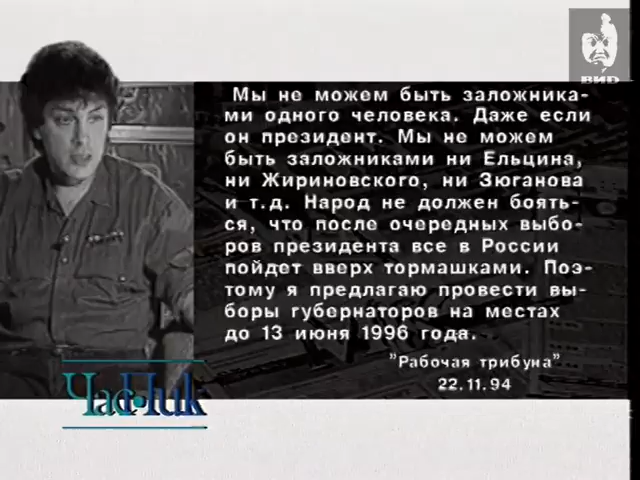 ВИD
Мы не можем быть заложника-
ми одного человека. Даже если
он президент. Мы не можем
быть заложниками ни Ельцина,
ни Жириновского, ни Зюганова
и т.д. Народ не должен боять-
ся, что после очередных выбо-
ров президента все в России
пойдет вверх тормашками. Поэ-
тому я предлагаю провести вы-
боры губернаторов на местах
до 13 июня 1996 года.
"Рабочая трибуна"
22.11.94
Час Пик